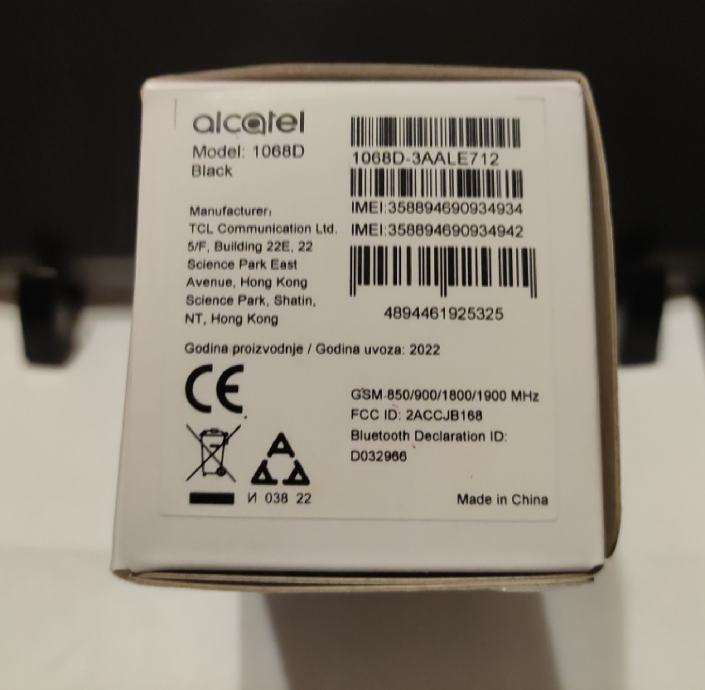 alcatel
Model: 1068D
Black
1068D-3AALE712
IMEI:358894690934934
IMEI:358894690934942
4894461925325
Manufacturer:
TCL Communication Ltd.
5/F, Building 22E, 22
Science Park East
Avenue, Hong Kong
Science Park, Shatin,
NT, Hong Kong
Godina proizvodnje / Godina uvoza: 2022
CE
GSM 850/900/1800/1900 MHz
FCC ID: 2ACCJB168
Bluetooth Declaration ID:
D032966
A
A A
И 038 22
Made in China